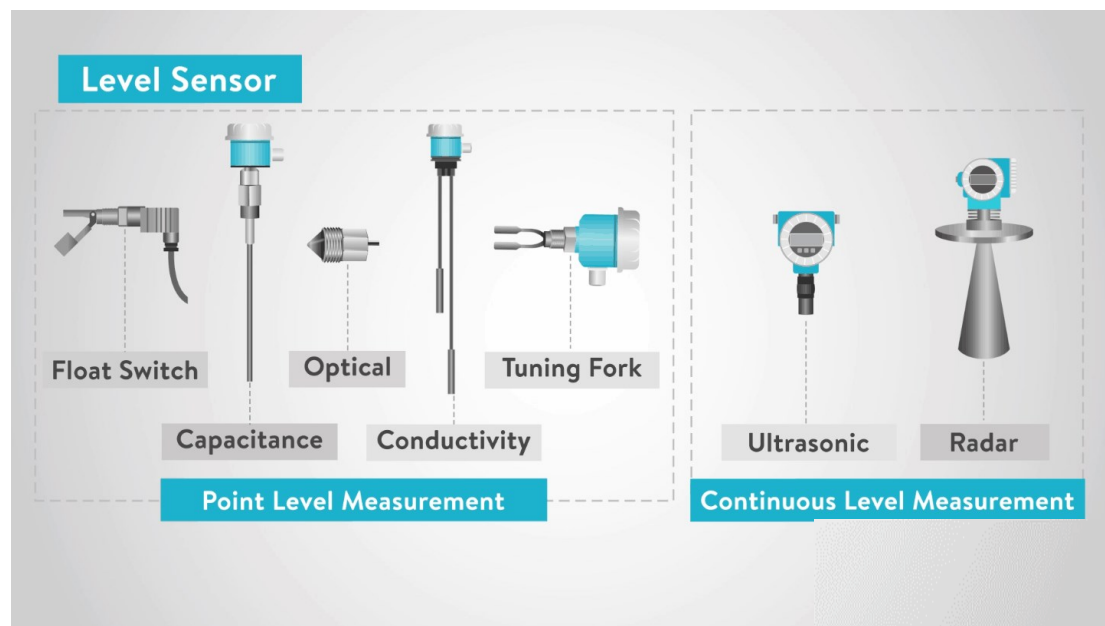 Level Sensor
Float Switch
Capacitance
Optical
Conductivity
Tuning Fork
Point Level Measurement
Ultrasonic
Radar
Continuous Level Measurement